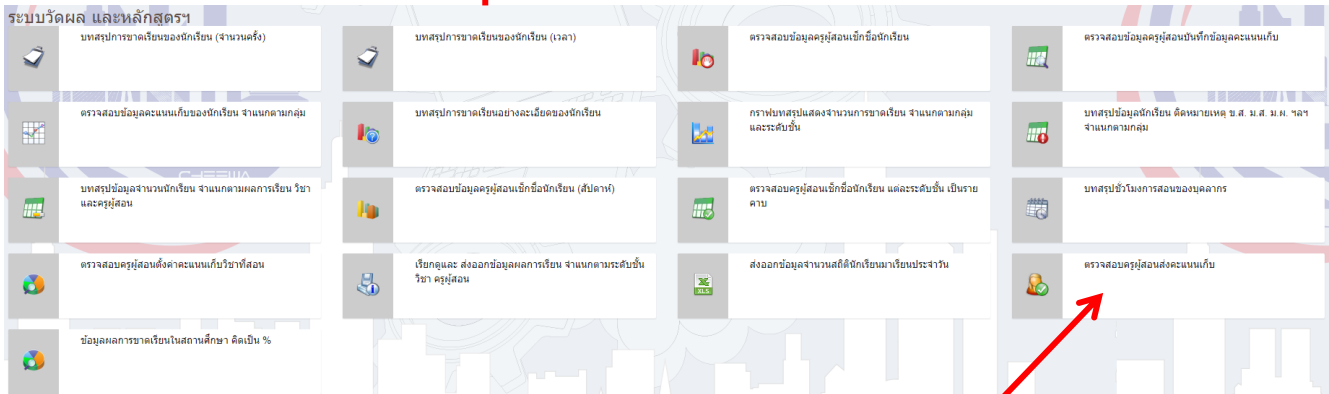 ระบบวัดผล และหลักสูตรฯ
บทสรุปการขาดเรียนของนักเรียน (จำนวนครั้ง)
บทสรุปการขาดเรียนของนักเรียน (เวลา)
ตรวจสอบข้อมูลครูผู้สอนเช็กชื่อนักเรียน
ตรวจสอบข้อมูลครูผู้สอนบันทึกข้อมูลคะแนนเก็บ
ตรวจสอบข้อมูลคะแนนเก็บของนักเรียน จำแนกตามกลุ่ม
บทสรุปการขาดเรียนอย่างละเอียดของนักเรียน
กราฟบทสรุปแสดงจำนวนการขาดเรียน จำแนกตามกลุ่ม
และระดับชั้น
บทสรุปข้อมูลนักเรียน ติดหมายเหตุ ข.ส. ม.ส. ม.ผ. ฯลฯ
จำแนกตามกลุ่ม
บทสรุปข้อมูลจำนวนนักเรียน จำแนกตามผลการเรียน วิชา
และครูผู้สอน
ตรวจสอบข้อมูลครูผู้สอนเช็กชื่อนักเรียน (สัปดาห์)
ตรวจสอบครูผู้สอนเช็กชื่อนักเรียน แต่ละระดับชั้น เป็นราย
คาบ
บทสรุปชั่วโมงการสอนของบุคลากร
ตรวจสอบครูผู้สอนตั้งค่าคะแนนเก็บวิชาที่สอน
เรียกดูและ ส่งออกข้อมูลผลการเรียน จำแนกตามระดับชั้น
วิชา ครูผู้สอน
ส่งออกข้อมูลจำนวนสถิตินักเรียนมาเรียนประจำวัน
ตรวจสอบครูผู้สอนส่งคะแนนเก็บ
ข้อมูลผลการขาดเรียนในสถานศึกษา คิดเป็น %
XLS